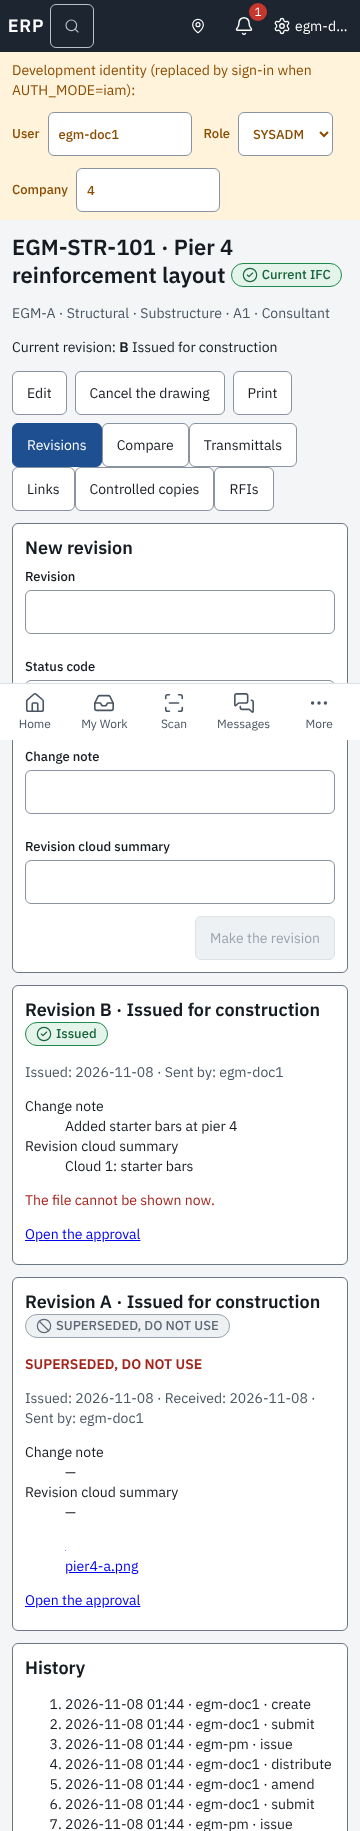 ERP
1
egm-d...
Development identity (replaced by sign-in when
AUTH_MODE=iam):
User egm-doc1 Role SYSADM
Company 4
EGM-STR-101 · Pier 4
reinforcement layout Current IFC
EGM-A · Structural · Substructure · A1 · Consultant
Current revision: B Issued for construction
Edit Cancel the drawing Print
Revisions Compare Transmittals
Links Controlled copies RFIs
New revision
Revision
Status code
Home My Work Scan Messages More
Change note
Revision cloud summary
Make the revision
Revision B · Issued for construction
Issued
Issued: 2026-11-08 · Sent by: egm-doc1
Change note
Added starter bars at pier 4
Revision cloud summary
Cloud 1: starter bars
The file cannot be shown now.
Open the approval
Revision A · Issued for construction
SUPERSEDED, DO NOT USE
SUPERSEDED, DO NOT USE
Issued: 2026-11-08 · Received: 2026-11-08 ·
Sent by: egm-doc1
Change note
—
Revision cloud summary
—
pier4-a.png
Open the approval
History
1. 2026-11-08 01:44 · egm-doc1 · create
2. 2026-11-08 01:44 · egm-doc1 · submit
3. 2026-11-08 01:44 · egm-pm · issue
4. 2026-11-08 01:44 · egm-doc1 · distribute
5. 2026-11-08 01:44 · egm-doc1 · amend
6. 2026-11-08 01:44 · egm-doc1 · submit
7. 2026-11-08 01:44 · egm-pm · issue